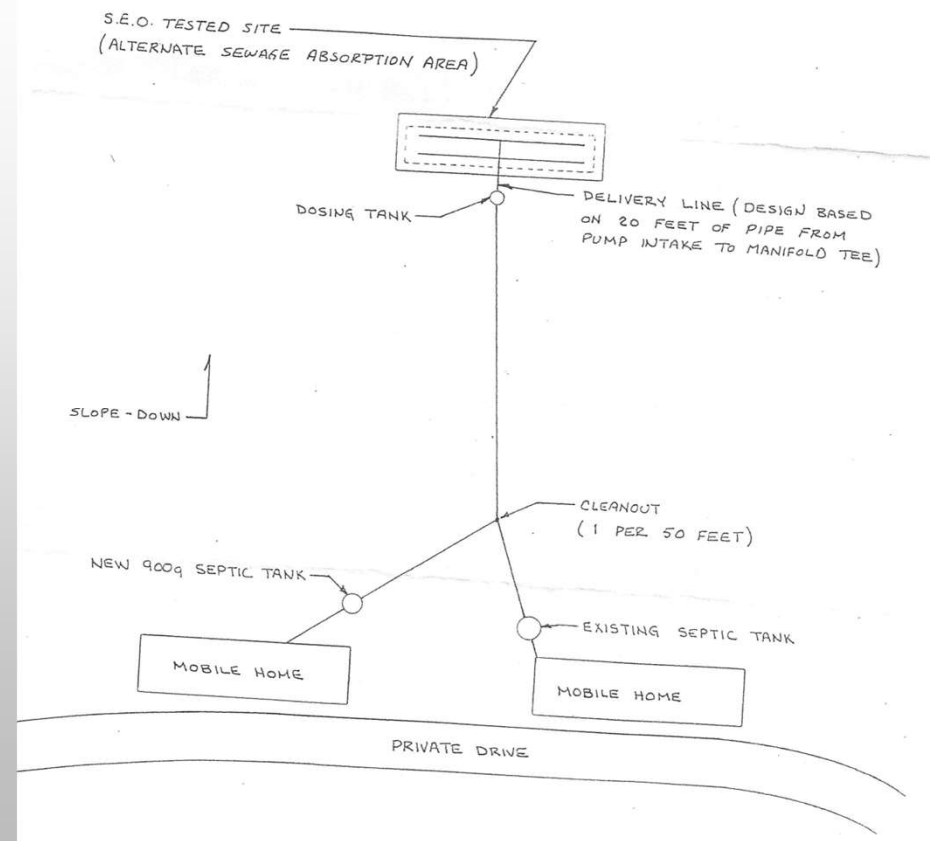 S.E.O. TESTED SITE
(ALTERNATE SEWAGE ABSORPTION AREA)
DOSING TANK
DELIVERY LINE (DESIGN BASED
ON 20 FEET OF PIPE FROM
PUMP INTAKE TO MANIFOLD TEE)
SLOPE-DOWN
CLEANOUT
(1 PER 50 FEET)
NEW 900g SEPTIC TANK
EXISTING SEPTIC TANK
MOBILE HOME
MOBILE HOME
PRIVATE DRIVE